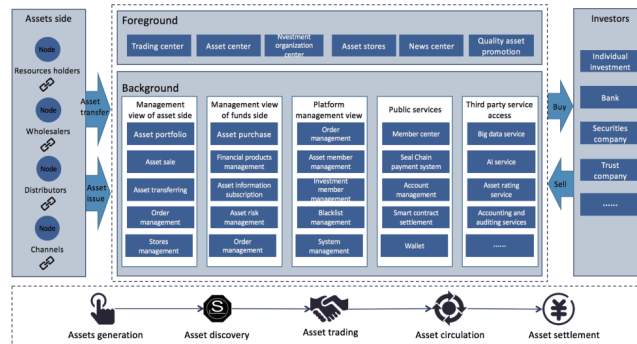 Assets side
Node
Resources holders
Node
Wholesalers
Node
Distributors
Node
Channels
Asset
transfer
Asset
issue
Foreground
Trading center
Asset center
Nvestment
organization
center
Asset stores
News center
Quality asset
promotion
Background
Management
view of asset side
Asset portfolio
Asset sale
Asset transferring
Order
management
Stores
management
Management view
of funds side
Asset purchase
Financial products
management
Asset information
subscription
Asset risk
management
Order
management
Platform
management view
Order
management
Asset member
management
Investment
member
management
Blacklist
management
System
management
Public services
Member center
Seal Chain
payment system
Account
management
Smart contract
settlement
Wallet
Third party service
access
Big data service
AI service
Asset rating
service
Accounting and
auditing services
......
Buy
Sell
Investors
Individual
investment
Bank
Securities
company
Trust
company
......
Assets generation
S
Asset discovery
Asset trading
Asset circulation
¥
Asset settlement